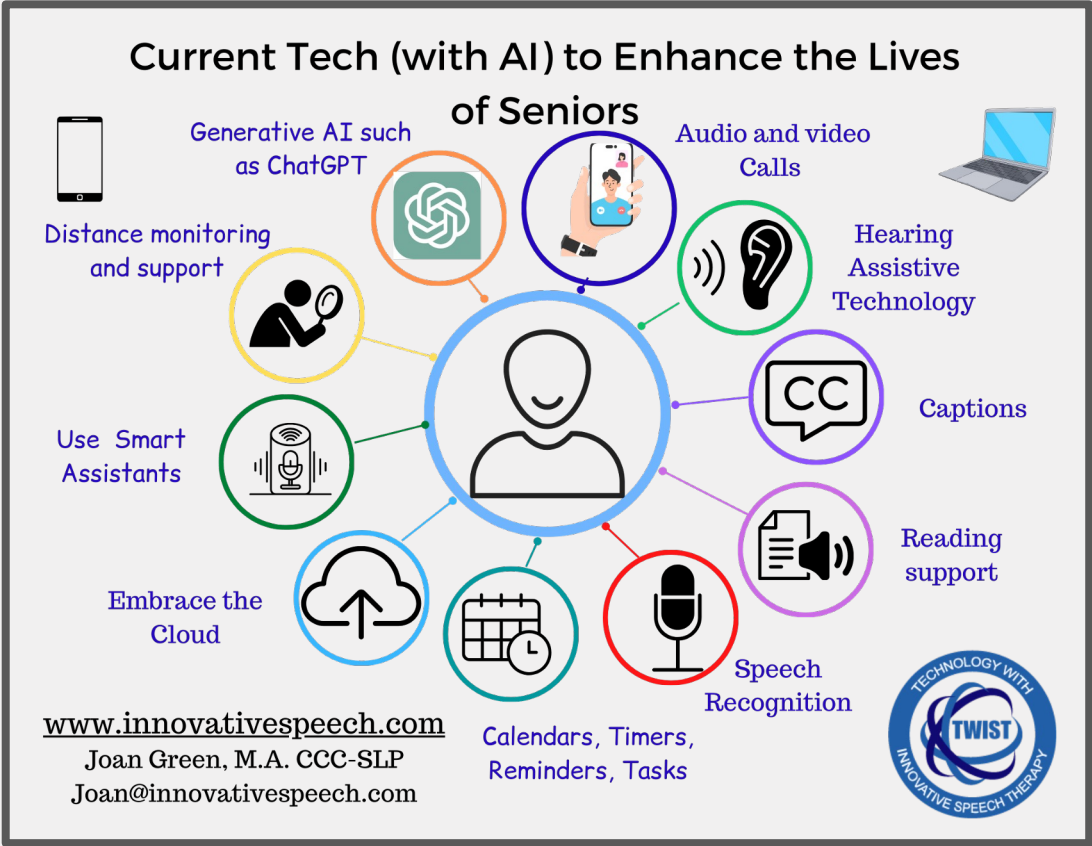 Current Tech (with AI) to Enhance the Lives
of Seniors
Generative AI such
as ChatGPT
Audio and video
Calls
Distance monitoring
and support
Hearing
Assistive
Technology
CC
Captions
Use Smart
Assistants
Reading
support
Embrace the
Cloud
Speech
Recognition
Calendars, Timers,
Reminders, Tasks
www.innovativespeech.com
Joan Green, M.A. CCC-SLP
Joan@innovativespeech.com
TECHNOLOGY WITH
TWIST
INNOVATIVE SPEECH THERAPY